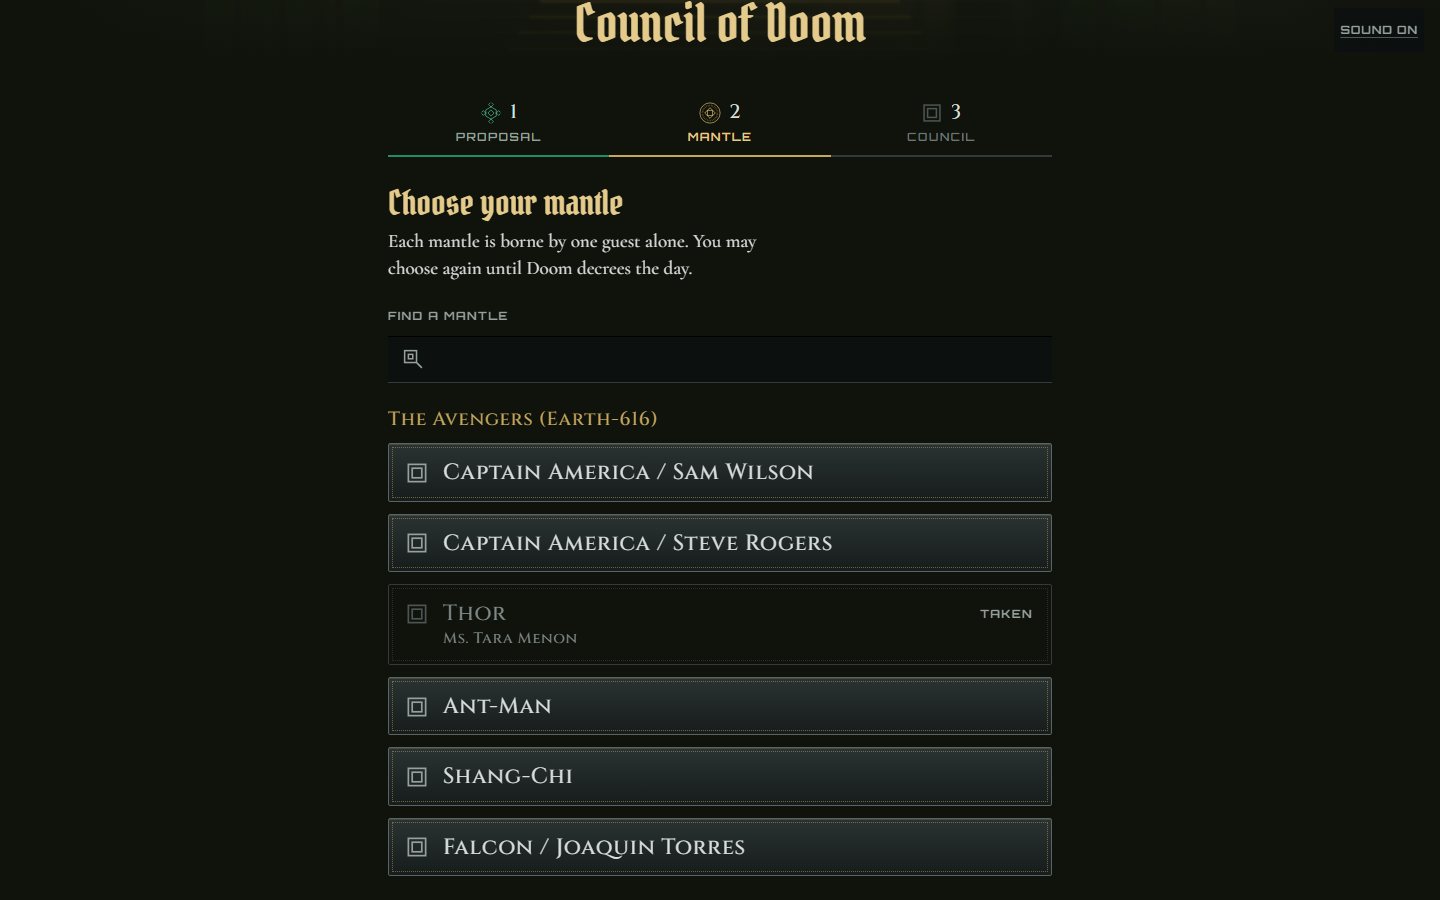 Council of Doom
SOUND ON
1
PROPOSAL
2
MANTLE
3
COUNCIL
Choose your mantle
Each mantle is borne by one guest alone. You may
choose again until Doom decrees the day.
FIND A MANTLE
The Avengers (Earth-616)
Captain America / Sam Wilson
Captain America / Steve Rogers
Thor
TAKEN
Ms. Tara Menon
Ant-Man
Shang-Chi
Falcon / Joaquin Torres